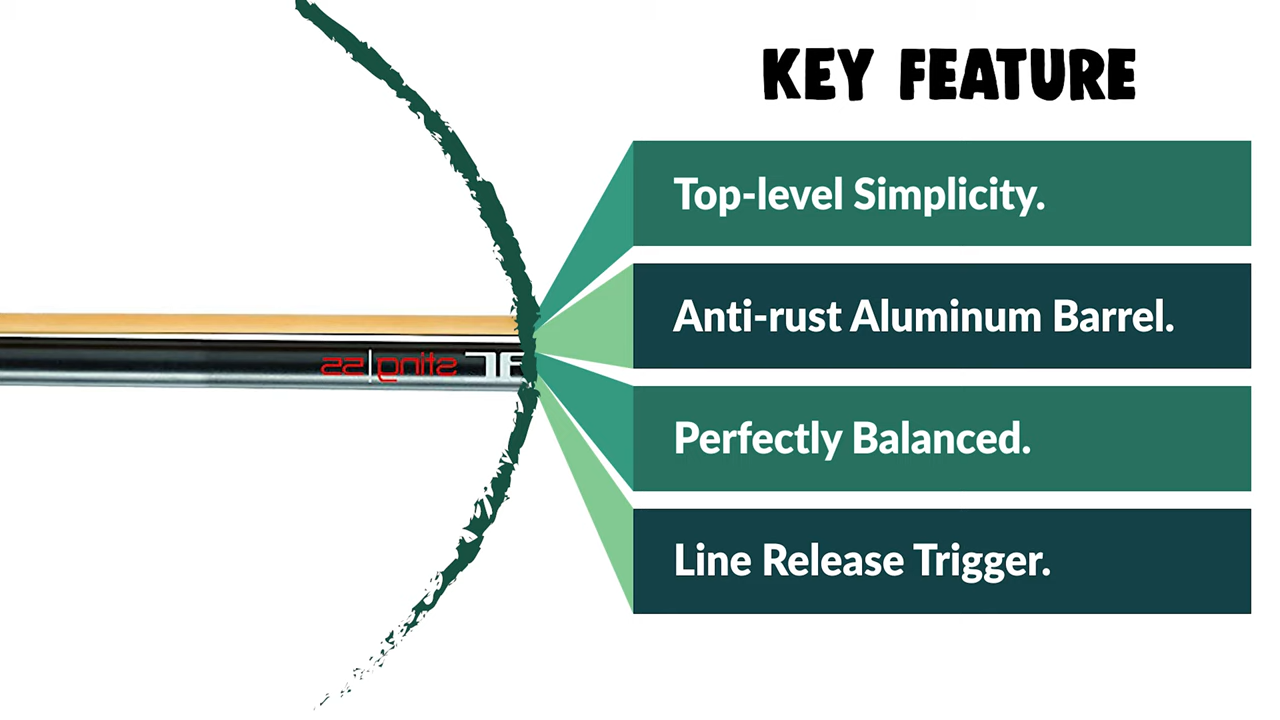 KEY FEATURE
Top-level Simplicity.
Anti-rust Aluminum Barrel.
Perfectly Balanced.
Line Release Trigger.